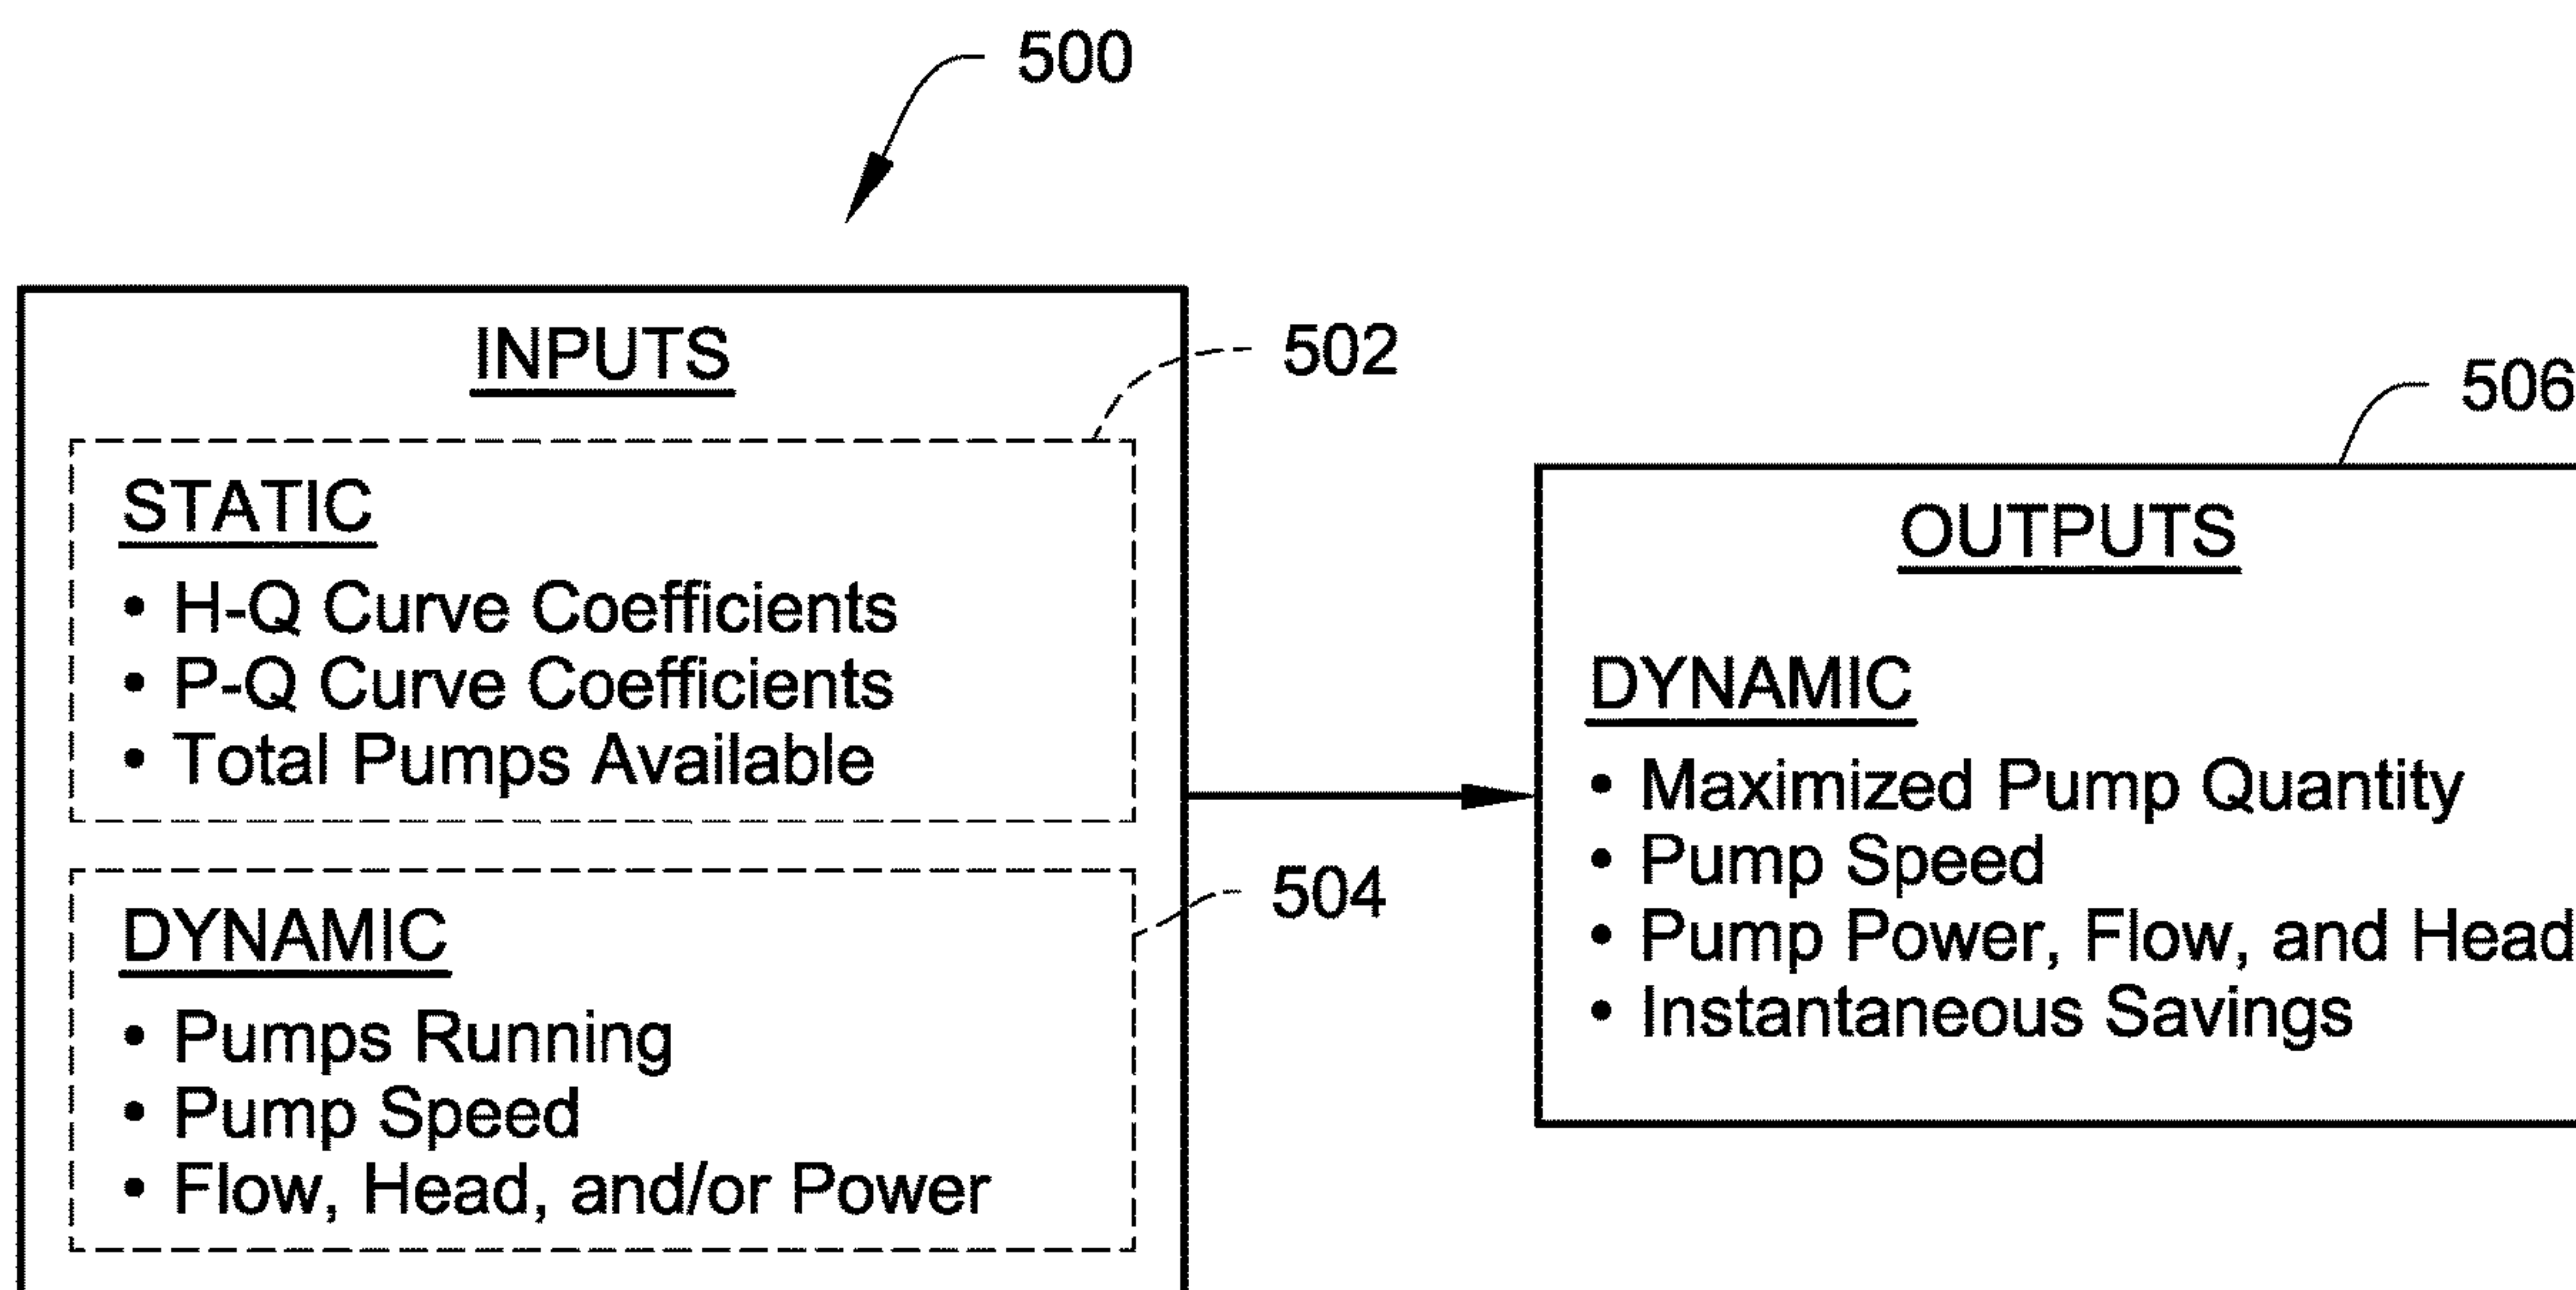 500
INPUTS
502
STATIC
• H-Q Curve Coefficients
• P-Q Curve Coefficients
• Total Pumps Available
504
DYNAMIC
• Pumps Running
• Pump Speed
• Flow, Head, and/or Power
506
OUTPUTS
DYNAMIC
• Maximized Pump Quantity
• Pump Speed
• Pump Power, Flow, and Head
• Instantaneous Savings